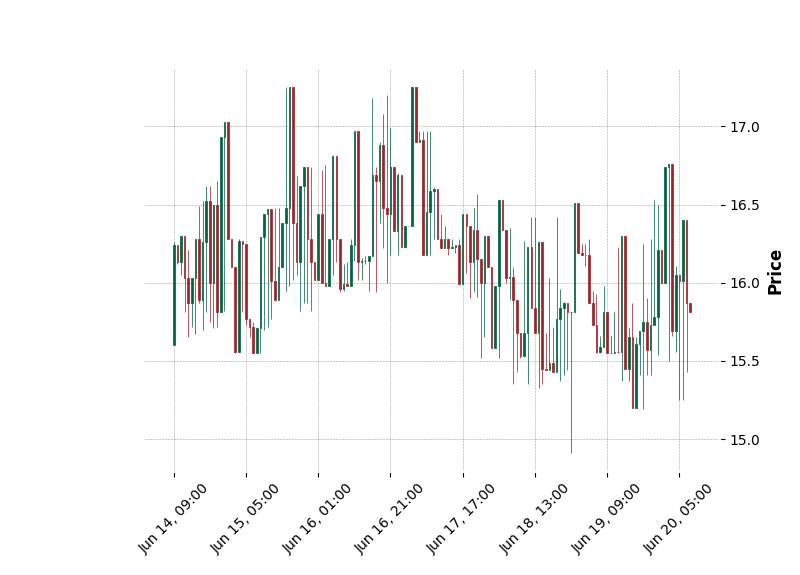 17.0
16.5
16.0
15.5
15.0
Price
Jun 14, 09:00
Jun 15, 05:00
Jun 16, 01:00
Jun 16, 21:00
Jun 17, 17:00
Jun 18, 13:00
Jun 19, 09:00
Jun 20, 05:00